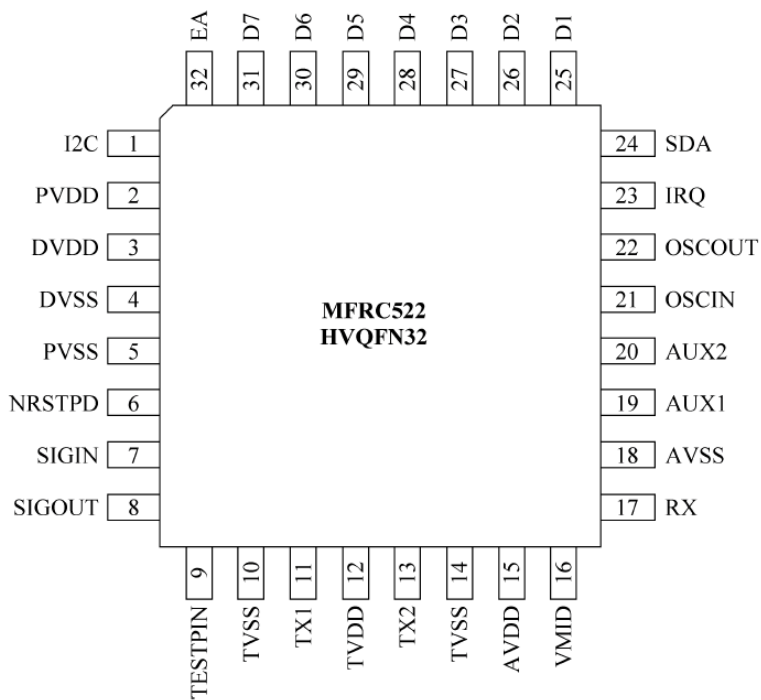 EA D7 D6 D5 D4 D3 D2 D1
32 31 30 29 28 27 26 25
I2C 1 24 SDA
PVDD 2 23 IRQ
DVDD 3 22 OSCOUT
DVSS 4 21 OSCIN
MFRC522
HVQFN32
PVSS 5 20 AUX2
NRSTPD 6 19 AUX1
SIGIN 7 18 AVSS
SIGOUT 8 17 RX
9 10 11 12 13 14 15 16
TESTPIN TVSS TX1 TVDD TX2 TVSS AVDD VMID